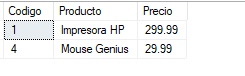 Codigo Producto Precio
1 Impresora HP 299.99
4 Mouse Genius 29.99